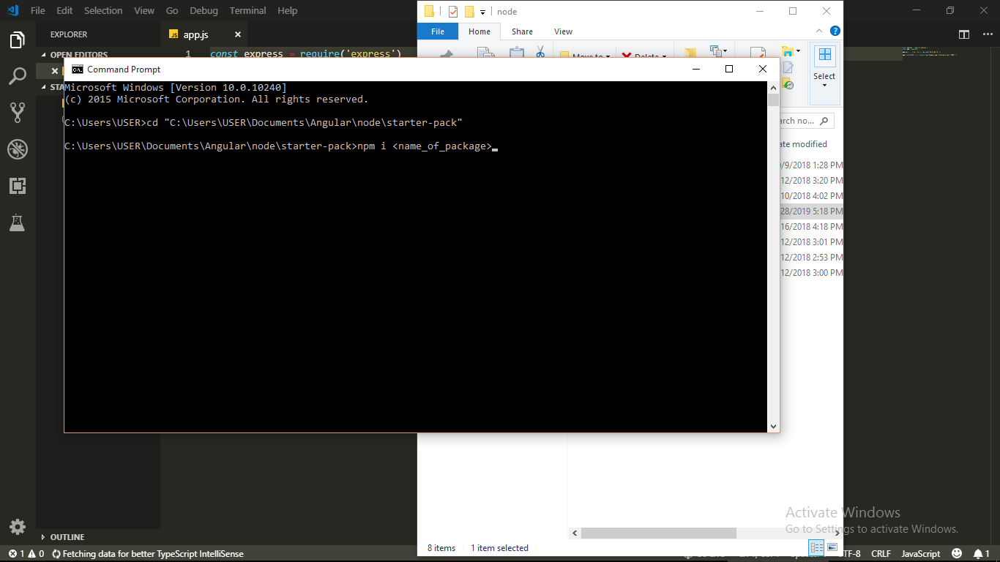 File Edit Selection View Go Debug Terminal Help
node
EXPLORER
JS app.js
File Home Share View
OPEN EDITORS
1 const express = require('express')
Move to Delete
Command Prompt
Select
STA
Microsoft Windows [Version 10.0.10240]
(c) 2015 Microsoft Corporation. All rights reserved.
C:\Users\USER>cd "C:\Users\USER\Documents\Angular\node\starter-pack"
C:\Users\USER\Documents\Angular\node\starter-pack>npm i <name_of_package>
arch no...
ate modified
/9/2018 1:28 PM
12/2018 3:20 PM
10/2018 4:02 PM
28/2019 5:18 PM
16/2018 4:18 PM
12/2018 3:01 PM
12/2018 2:53 PM
12/2018 3:00 PM
Activate Windows
Go to Settings to activate Windows.
OUTLINE
8 items 1 item selected
1 0 Fetching data for better TypeScript IntelliSense
TF-8 CRLF JavaScript 1